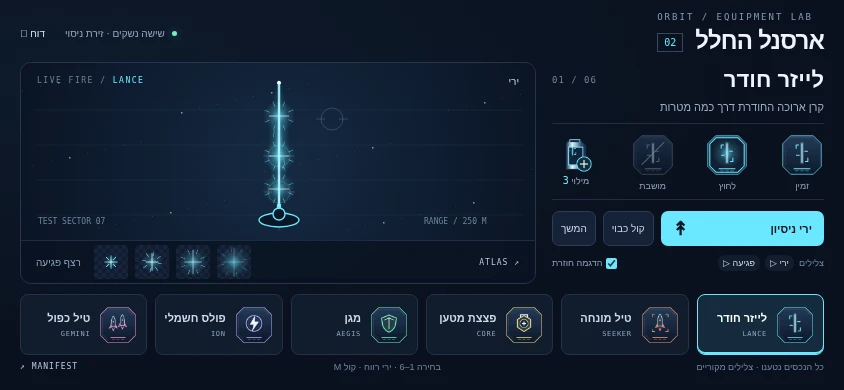 ORBIT / EQUIPMENT LAB
ארסנל החלל 02
שישה נשקים · זירת ניסוי
דוח
לייזר חודר
01 / 06
קרן ארוכה החודרת דרך כמה מטרות
זמין
לחוץ
מושבת
מילוי 3
ירי ניסיון
קול כבוי
המשך
צלילים
ירי ▷
פגיעה ▷
הדגמה חוזרת
LIVE FIRE / LANCE
ירי
TEST SECTOR 07
RANGE / 250 M
רצף פגיעה
ATLAS ↗
לייזר חודר
LANCE
טיל מונחה
SEEKER
פצצת מטען
CORE
מגן
AEGIS
פולס חשמלי
ION
טיל כפול
GEMINI
כל הנכסים נטענו · צלילים מקוריים
בחירה 1–6 · ירי רווח · קול M
MANIFEST ↗